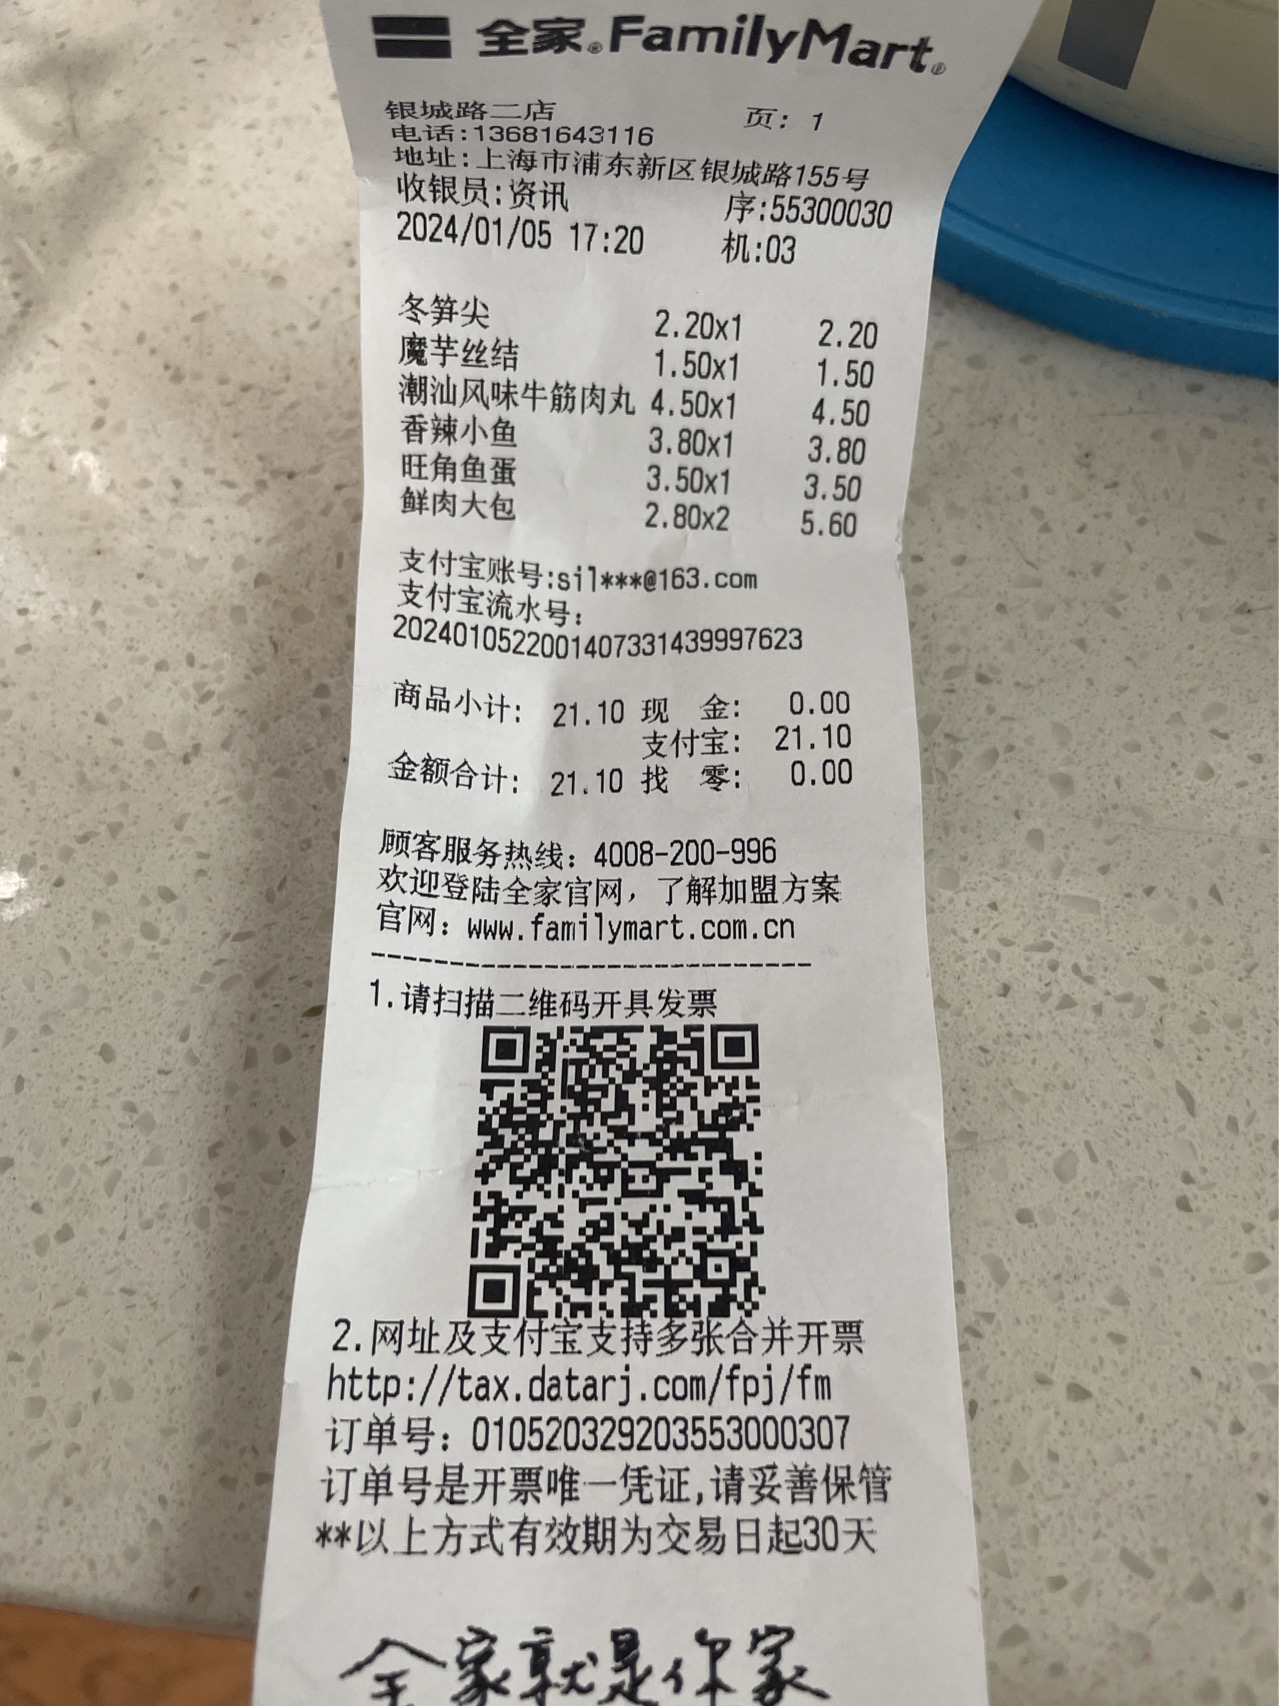 全家® FamilyMart®
银城路二店 页: 1
电话:13681643116
地址:上海市浦东新区银城路155号
收银员:资讯 序:55300030
2024/01/05 17:20 机:03
冬笋尖 2.20x1 2.20
魔芋丝结 1.50x1 1.50
潮汕风味牛筋肉丸 4.50x1 4.50
香辣小鱼 3.80x1 3.80
旺角鱼蛋 3.50x1 3.50
鲜肉大包 2.80x2 5.60
支付宝账号:sil***@163.com
支付宝流水号:
2024010522001407331439997623
商品小计: 21.10 现 金: 0.00
支付宝: 21.10
金额合计: 21.10 找 零: 0.00
顾客服务热线: 4008-200-996
欢迎登陆全家官网, 了解加盟方案
官网: www.familymart.com.cn
----------------------------
1.请扫描二维码开具发票
2.网址及支付宝支持多张合并开票
http://tax.datarj.com/fpj/fm
订单号: 010520329203553000307
订单号是开票唯一凭证,请妥善保管
**以上方式有效期为交易日起30天
全家就是你家